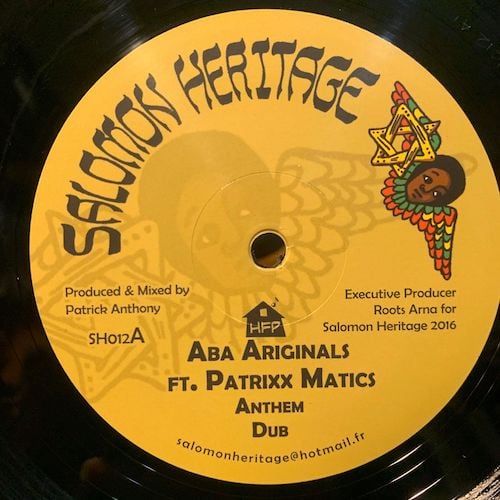 SALOMON HERITAGE
Produced & Mixed by
Patrick Anthony
SH012A
Executive Producer
Roots Arna for
Salomon Heritage 2016
HFP
ABA ARIGINALS
FT. PATRIXX MATICS
ANTHEM
DUB
salomonheritage@hotmail.fr